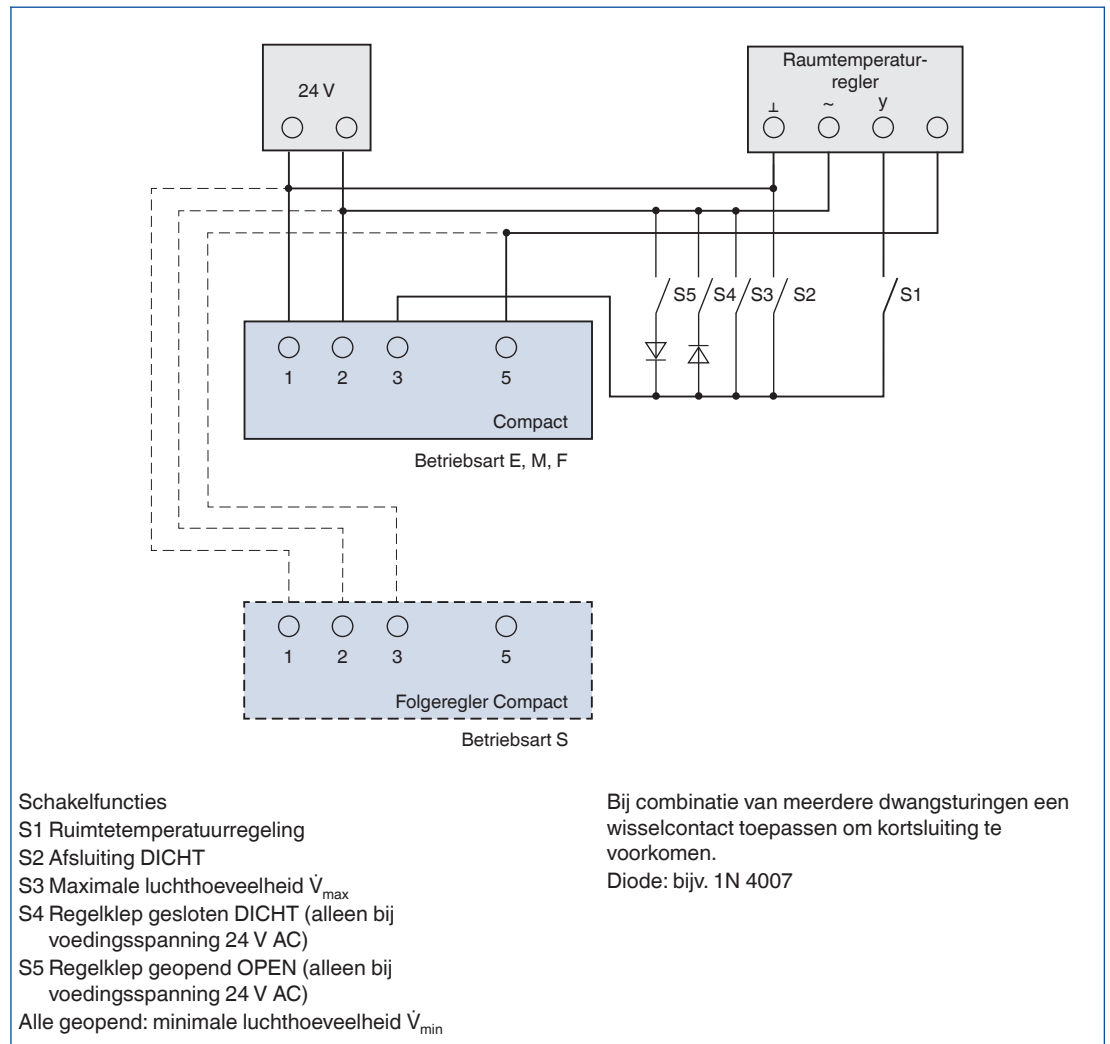 24 V
Raumtemperatur-
regler
⊥ ~ y
S5 S4 S3 S2 S1
1 2 3 5
Compact
Betriebsart E, M, F
1 2 3 5
Folgeregler Compact
Betriebsart S
Schakelfuncties
S1 Ruimtetemperatuurregeling
S2 Afsluiting DICHT
S3 Maximale luchthoeveelheid V̇max
S4 Regelklep gesloten DICHT (alleen bij
voedingsspanning 24 V AC)
S5 Regelklep geopend OPEN (alleen bij
voedingsspanning 24 V AC)
Alle geopend: minimale luchthoeveelheid V̇min
Bij combinatie van meerdere dwangsturingen een
wisselcontact toepassen om kortsluiting te
voorkomen.
Diode: bijv. 1N 4007